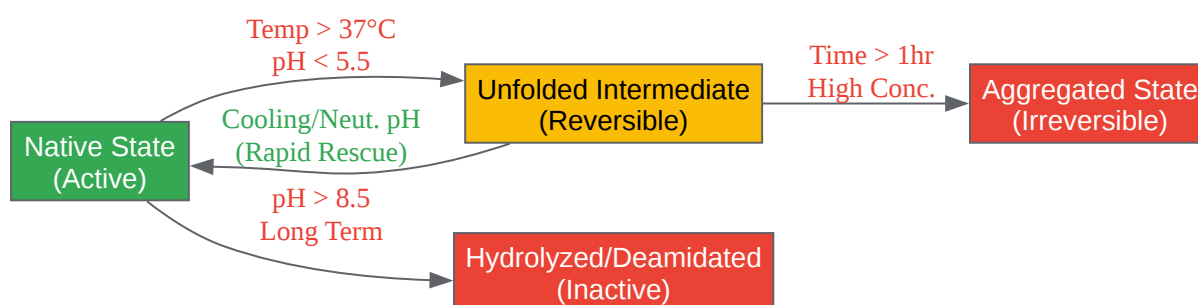 Temp > 37°C
pH < 5.5
Time > 1hr
High Conc.
Unfolded Intermediate
(Reversible)
Aggregated State
(Irreversible)
Cooling/Neut. pH
(Rapid Rescue)
Native State
(Active)
pH > 8.5
Long Term
Hydrolyzed/Deamidated
(Inactive)